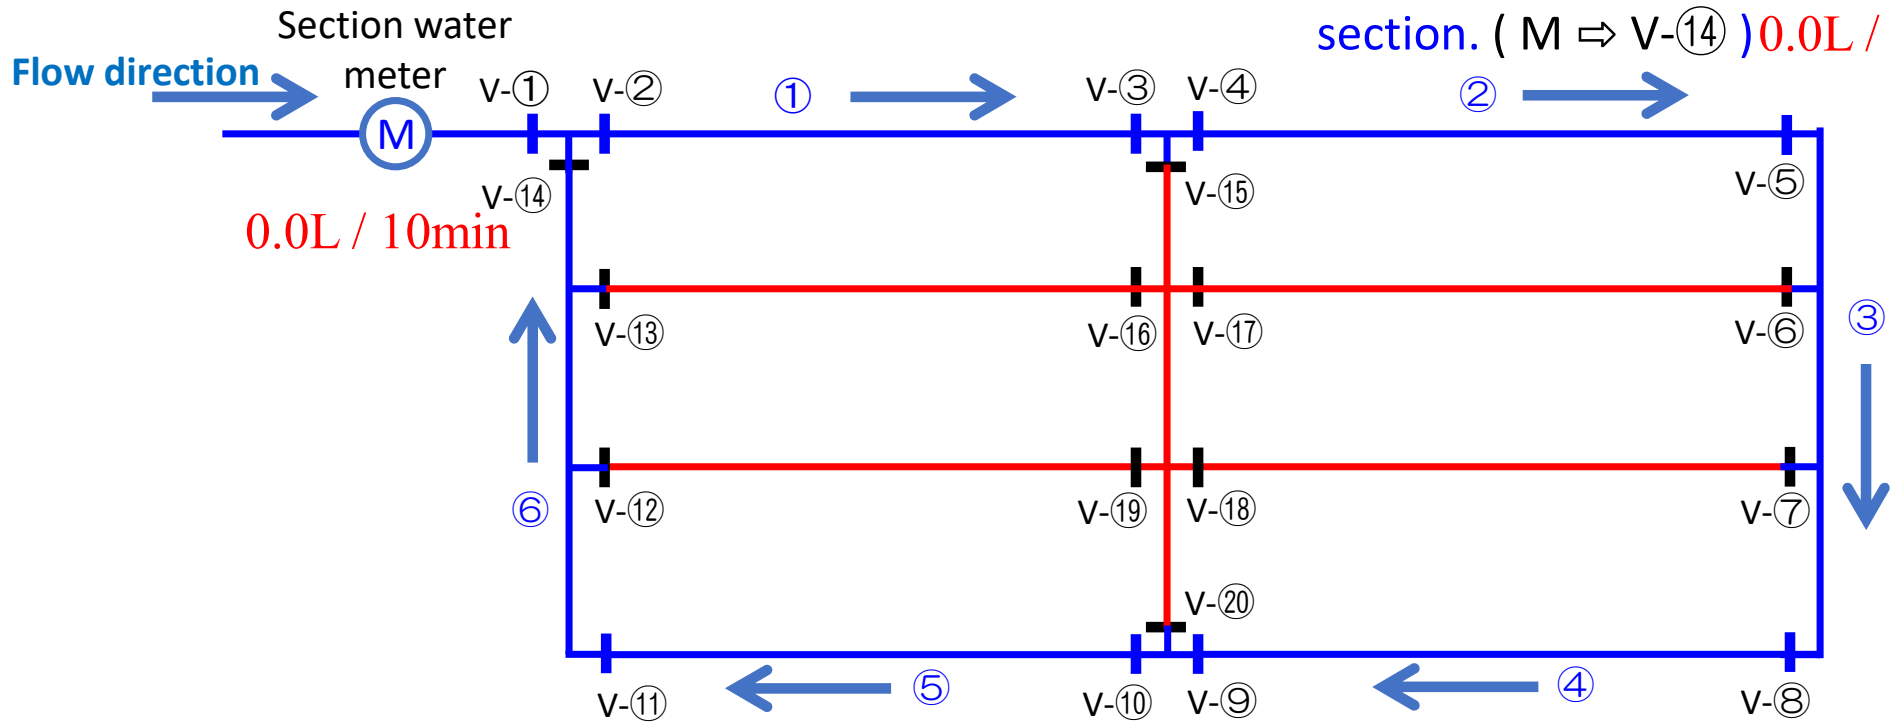 Section water
meter
Flow direction
section. ( M ⇨ V-⑭ ) 0.0L /
M
V-①
V-②
①
V-③
V-④
②
V-⑤
V-⑭
V-⑮
0.0L / 10min
V-⑬
V-⑯
V-⑰
V-⑥
③
⑥
V-⑫
V-⑲
V-⑱
V-⑦
V-⑳
V-⑪
⑤
V-⑩
V-⑨
④
V-⑧